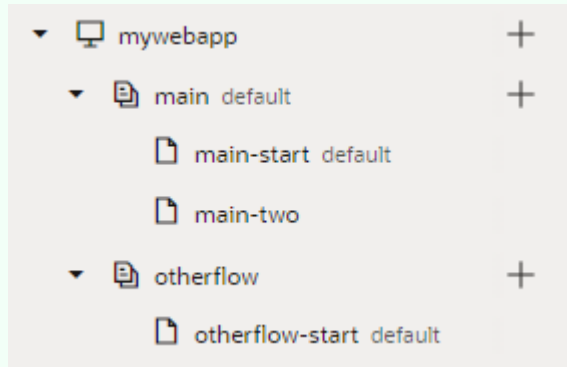 mywebapp
main default
main-start default
main-two
otherflow
otherflow-start default